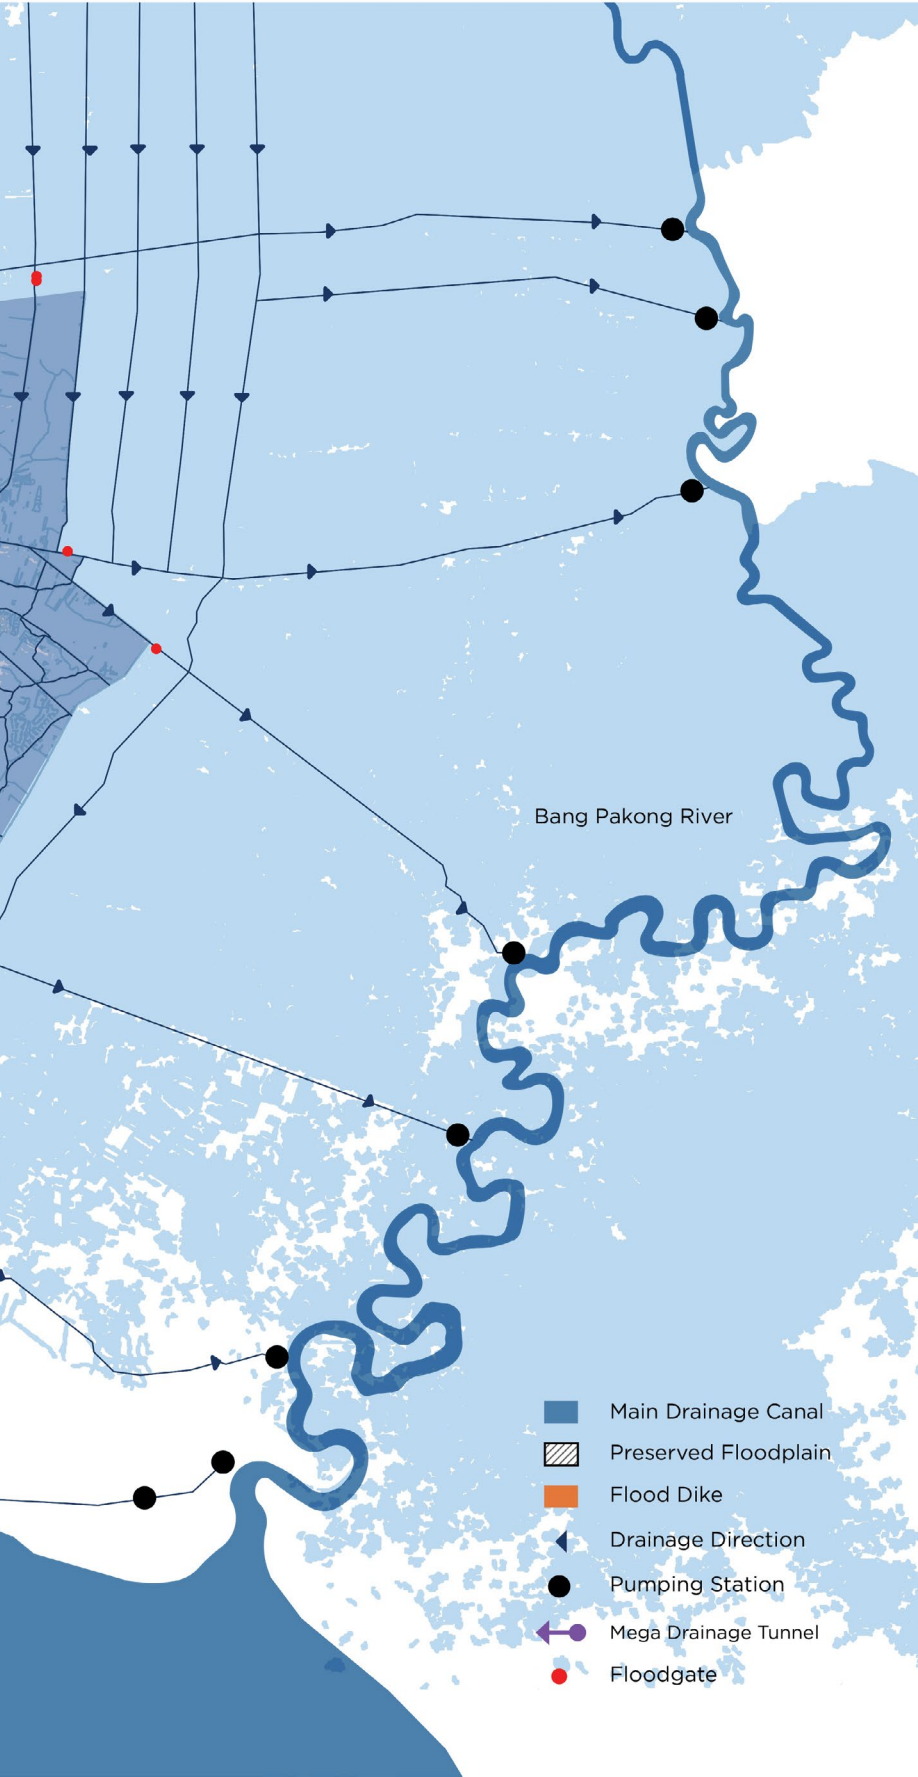 Bang Pakong River
Main Drainage Canal
Preserved Floodplain
Flood Dike
Drainage Direction
Pumping Station
Mega Drainage Tunnel
Floodgate